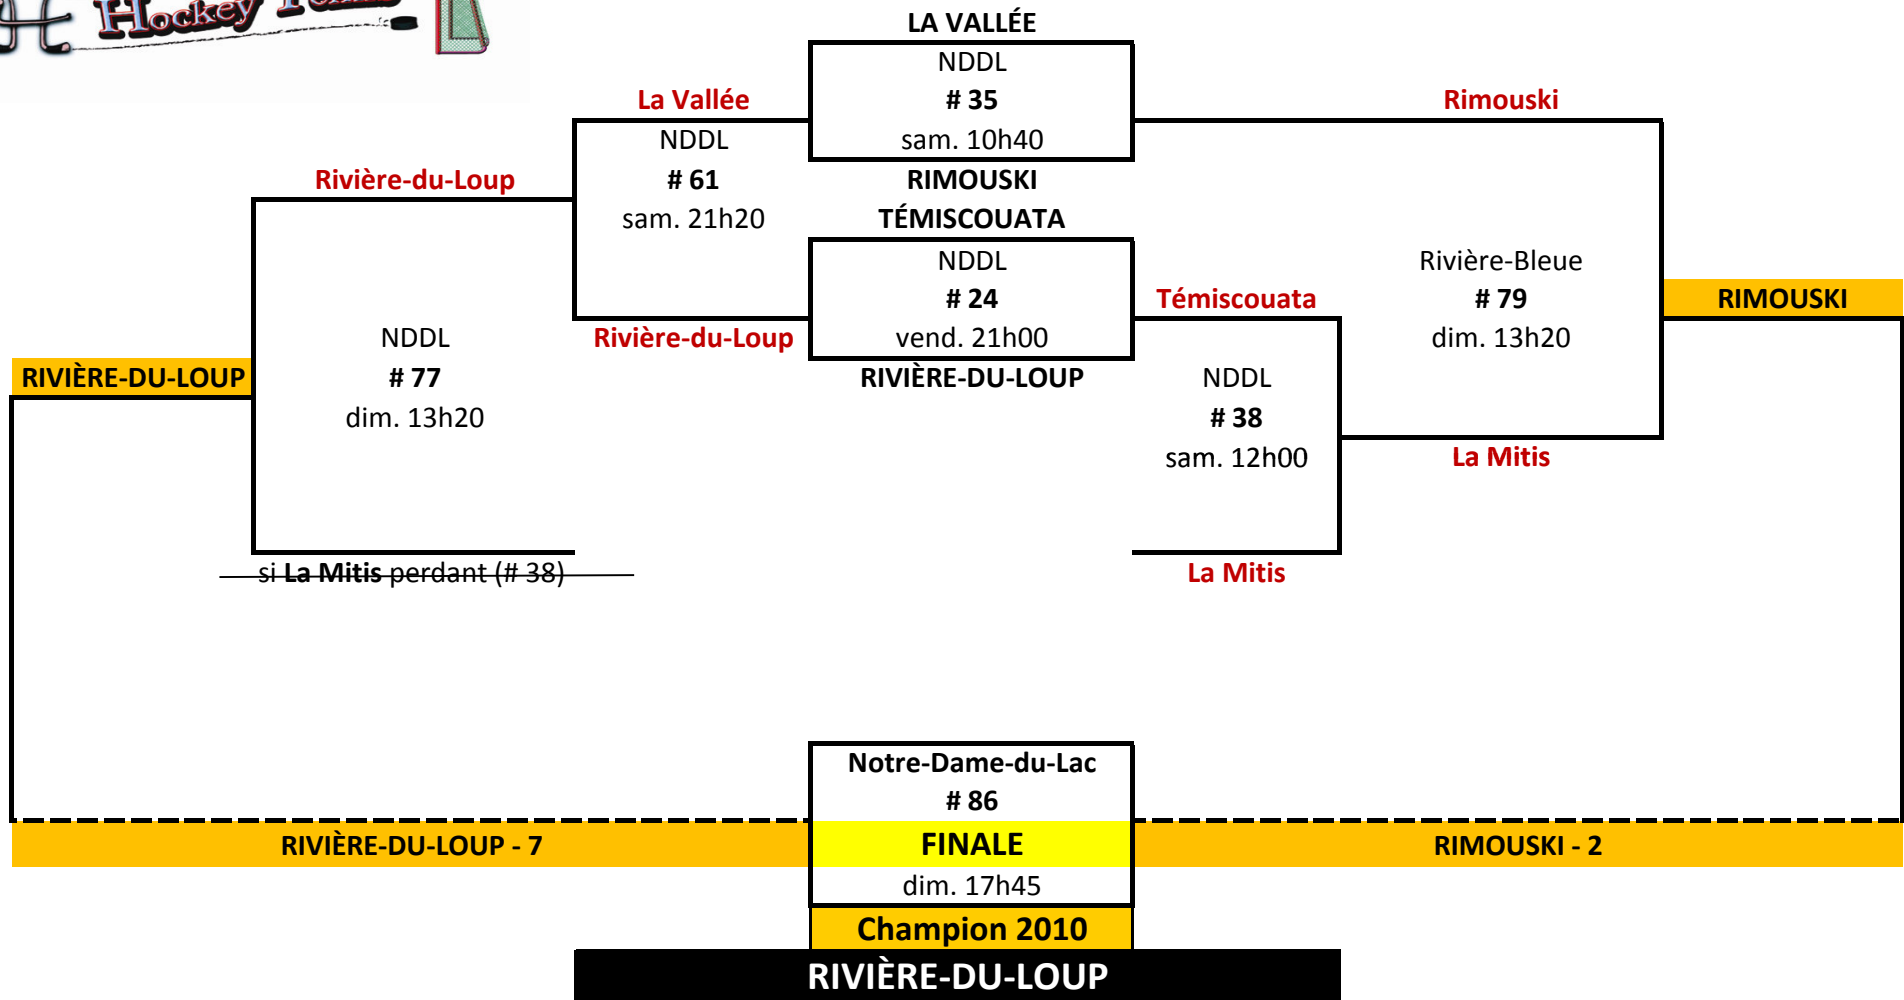 Hockey
LA VALLÉE
NDDL
# 35
sam. 10h40
RIMOUSKI
La Vallée
Rimouski
NDDL
# 61
sam. 21h20
Rivière-du-Loup
TÉMISCOUATA
NDDL
# 24
vend. 21h00
RIVIÈRE-DU-LOUP
Rivière-du-Loup
Témiscouata
Rivière-Bleue
# 79
dim. 13h20
RIMOUSKI
NDDL
# 77
dim. 13h20
RIVIÈRE-DU-LOUP
NDDL
# 38
sam. 12h00
La Mitis
si La Mitis perdant (# 38)
La Mitis
Notre-Dame-du-Lac
# 86
RIVIÈRE-DU-LOUP - 7
FINALE
RIMOUSKI - 2
dim. 17h45
Champion 2010
RIVIÈRE-DU-LOUP